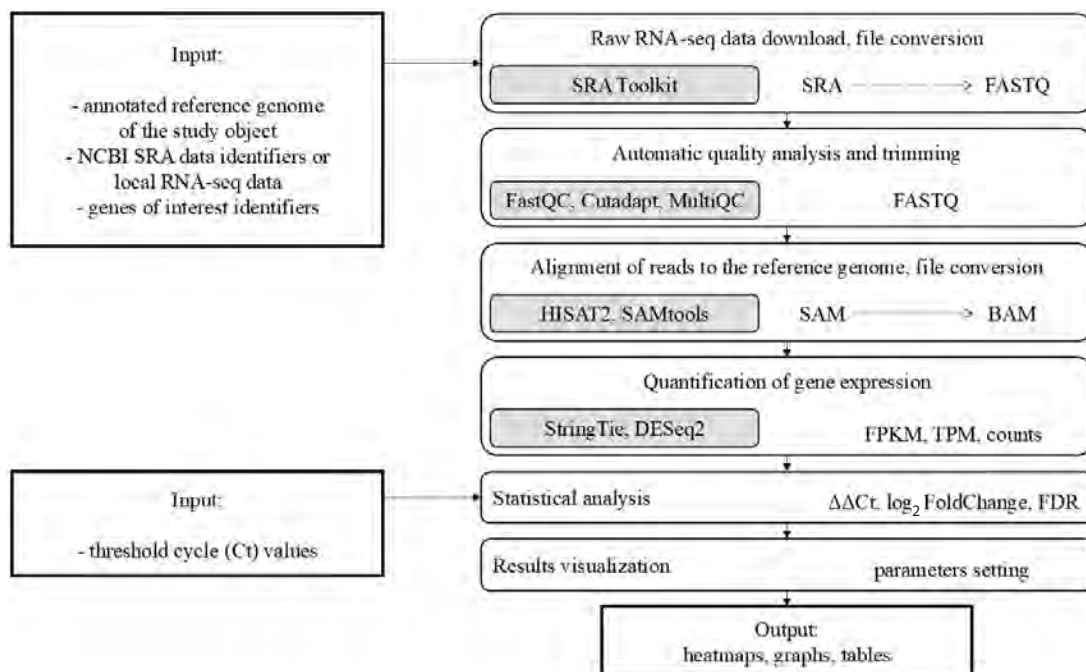 Input:
- annotated reference genome
of the study object
- NCBI SRA data identifiers or
local RNA-seq data
- genes of interest identifiers
Raw RNA-seq data download, file conversion
SRA Toolkit
SRA
FASTQ
Automatic quality analysis and trimming
FastQC, Cutadapt, MultiQC
FASTQ
Alignment of reads to the reference genome, file conversion
HISAT2, SAMtools
SAM
BAM
Quantification of gene expression
StringTie, DESeq2
FPKM, TPM, counts
Input:
- threshold cycle (Ct) values
Statistical analysis
ΔΔCt, log₂ FoldChange, FDR
Results visualization
parameters setting
Output:
heatmaps, graphs, tables